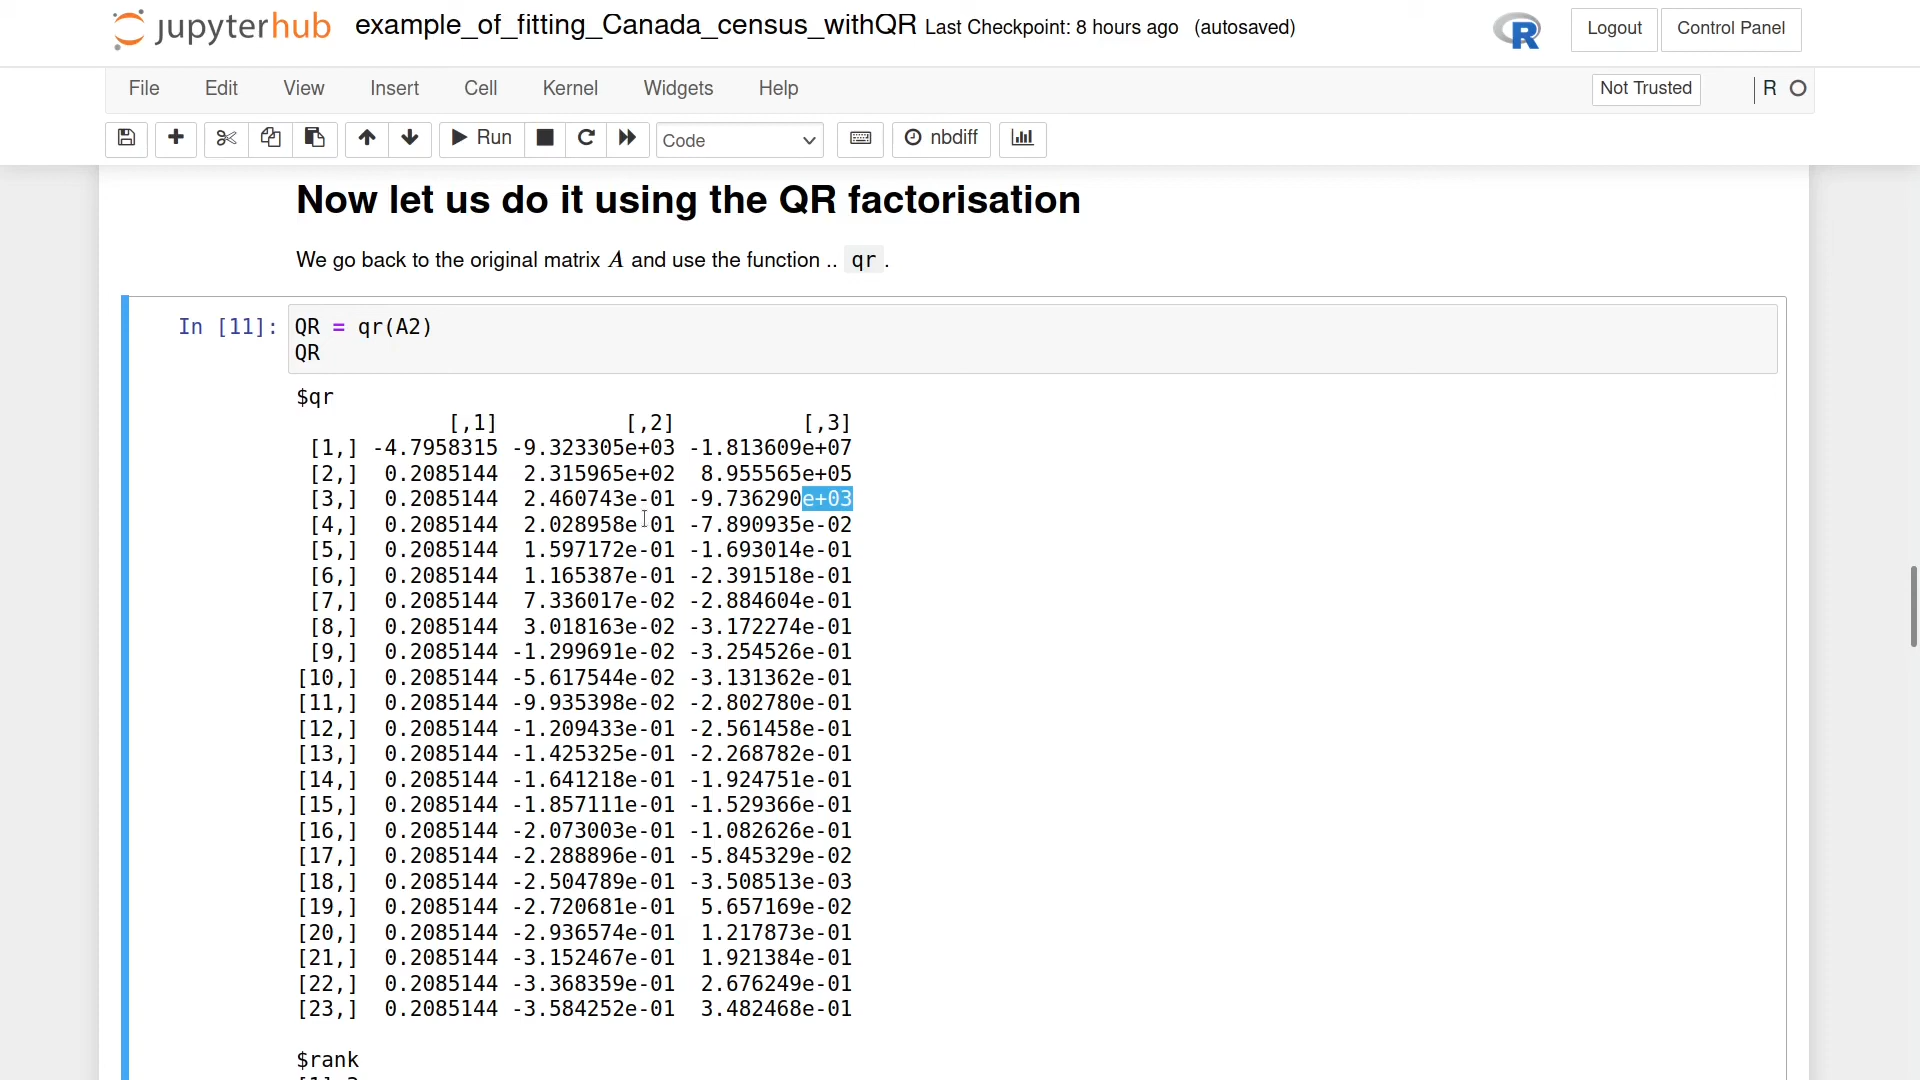 jupyterhub example_of_fitting_Canada_census_withQR Last Checkpoint: 8 hours ago (autosaved) R Logout Control Panel
File Edit View Insert Cell Kernel Widgets Help Not Trusted R
Run Code nbdiff
Now let us do it using the QR factorisation
We go back to the original matrix A and use the function .. qr .
In [11]: QR = qr(A2)
QR
$qr
[,1] [,2] [,3]
[1,] -4.7958315 -9.323305e+03 -1.813609e+07
[2,] 0.2085144 2.315965e+02 8.955565e+05
[3,] 0.2085144 2.460743e-01 -9.736290e+03
[4,] 0.2085144 2.028958e-01 -7.890935e-02
[5,] 0.2085144 1.597172e-01 -1.693014e-01
[6,] 0.2085144 1.165387e-01 -2.391518e-01
[7,] 0.2085144 7.336017e-02 -2.884604e-01
[8,] 0.2085144 3.018163e-02 -3.172274e-01
[9,] 0.2085144 -1.299691e-02 -3.254526e-01
[10,] 0.2085144 -5.617544e-02 -3.131362e-01
[11,] 0.2085144 -9.935398e-02 -2.802780e-01
[12,] 0.2085144 -1.209433e-01 -2.561458e-01
[13,] 0.2085144 -1.425325e-01 -2.268782e-01
[14,] 0.2085144 -1.641218e-01 -1.924751e-01
[15,] 0.2085144 -1.857111e-01 -1.529366e-01
[16,] 0.2085144 -2.073003e-01 -1.082626e-01
[17,] 0.2085144 -2.288896e-01 -5.845329e-02
[18,] 0.2085144 -2.504789e-01 -3.508513e-03
[19,] 0.2085144 -2.720681e-01 5.657169e-02
[20,] 0.2085144 -2.936574e-01 1.217873e-01
[21,] 0.2085144 -3.152467e-01 1.921384e-01
[22,] 0.2085144 -3.368359e-01 2.676249e-01
[23,] 0.2085144 -3.584252e-01 3.482468e-01
$rank